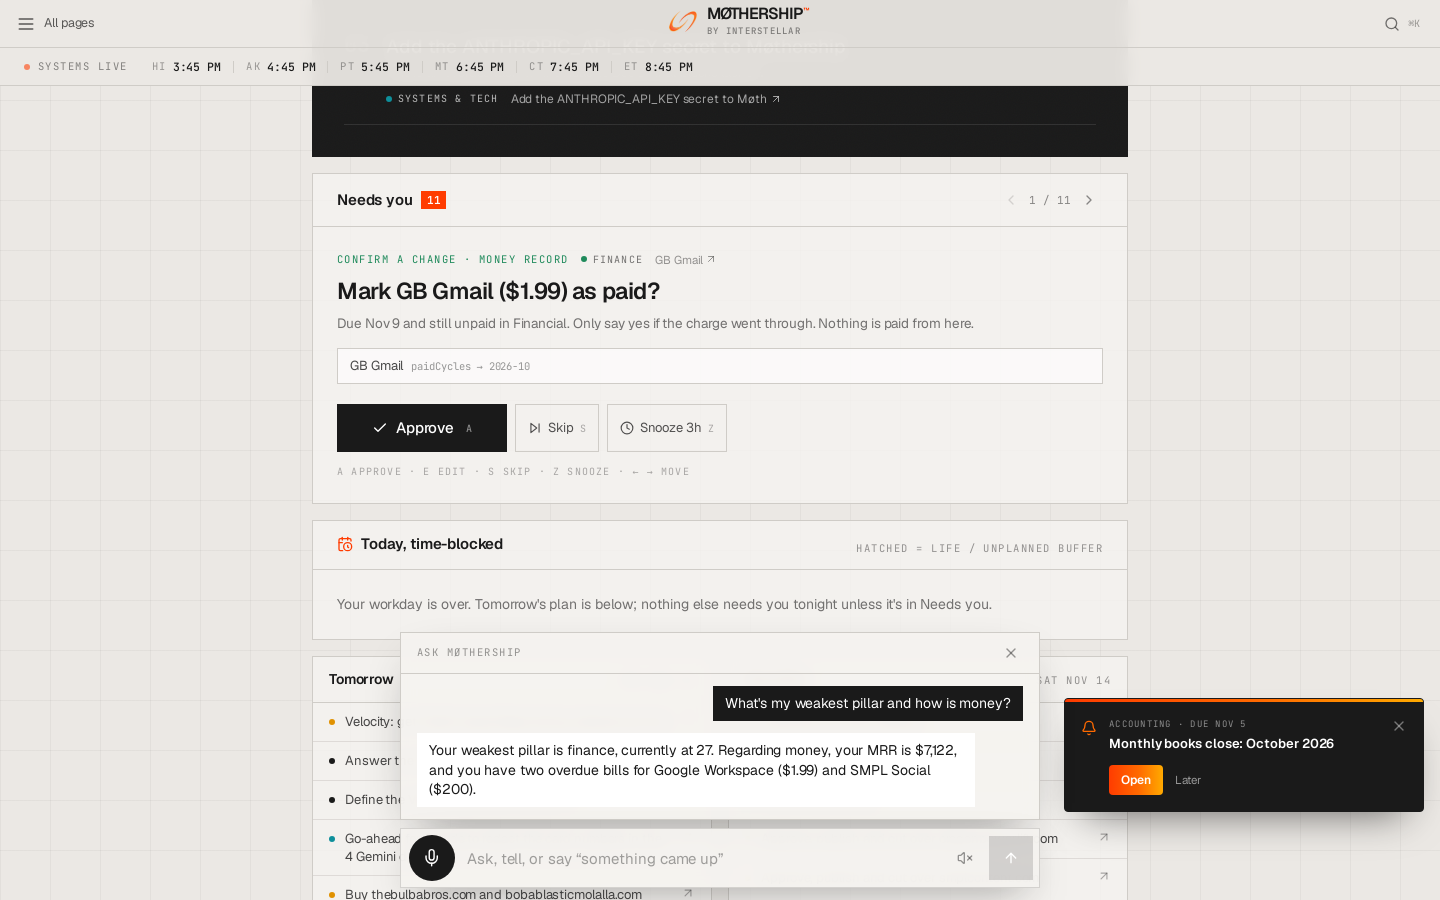 All pages
MØTHERSHIP™
BY INTERSTELLAR
⌘K
SYSTEMS LIVE HI 3:45 PM AK 4:45 PM PT 5:45 PM MT 6:45 PM CT 7:45 PM ET 8:45 PM
Add the ANTHROPIC_API_KEY secret to Møthership
SYSTEMS & TECH Add the ANTHROPIC_API_KEY secret to Møth
Needs you 11
1 / 11
CONFIRM A CHANGE · MONEY RECORD FINANCE GB Gmail
Mark GB Gmail ($1.99) as paid?
Due Nov 9 and still unpaid in Financial. Only say yes if the charge went through. Nothing is paid from here.
GB Gmail paidCycles → 2026-10
Approve A
Skip S
Snooze 3h Z
A APPROVE · E EDIT · S SKIP · Z SNOOZE · ← → MOVE
Today, time-blocked
HATCHED = LIFE / UNPLANNED BUFFER
Your workday is over. Tomorrow's plan is below; nothing else needs you tonight unless it's in Needs you.
Tomorrow
SAT NOV 14
Velocity:
Answer
Define the
Go-ahead
4 Gemini
om
Buy thebulbabros.com and bobablasticmolalla.com
ASK MØTHERSHIP
What's my weakest pillar and how is money?
Your weakest pillar is finance, currently at 27. Regarding money, your MRR is $7,122,
and you have two overdue bills for Google Workspace ($1.99) and SMPL Social
($200).
Ask, tell, or say “something came up”
ACCOUNTING · DUE NOV 5
Monthly books close: October 2026
Open
Later